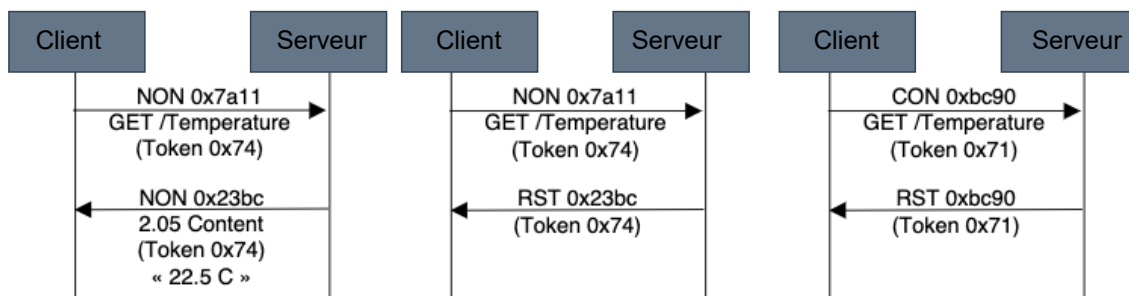 Client
Serveur
NON 0x7a11
GET /Temperature
(Token 0x74)
NON 0x23bc
2.05 Content
(Token 0x74)
« 22.5 C »
Client
Serveur
NON 0x7a11
GET /Temperature
(Token 0x74)
RST 0x23bc
(Token 0x74)
Client
Serveur
CON 0xbc90
GET /Temperature
(Token 0x71)
RST 0xbc90
(Token 0x71)